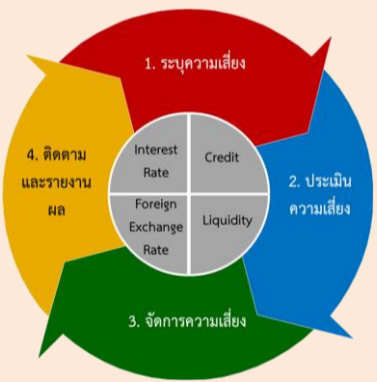 1. ระบุความเสี่ยง
Interest
Rate
Credit
Foreign
Exchange
Rate
Liquidity
2. ประเมิน
ความเสี่ยง
3. จัดการความเสี่ยง
4. ติดตาม
และรายงาน
ผล